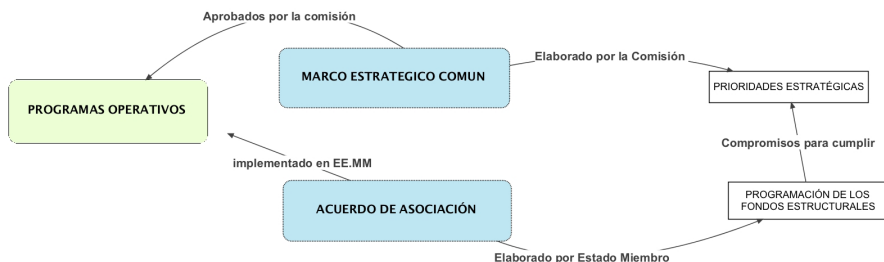 Aprobados por la comisión
MARCO ESTRATEGICO COMUN
Elaborado por la Comisión
PRIORIDADES ESTRATÉGICAS
PROGRAMAS OPERATIVOS
Compromisos para cumplir
implementado en EE.MM
ACUERDO DE ASOCIACIÓN
PROGRAMACIÓN DE LOS
FONDOS ESTRUCTURALES
Elaborado por Estado Miembro